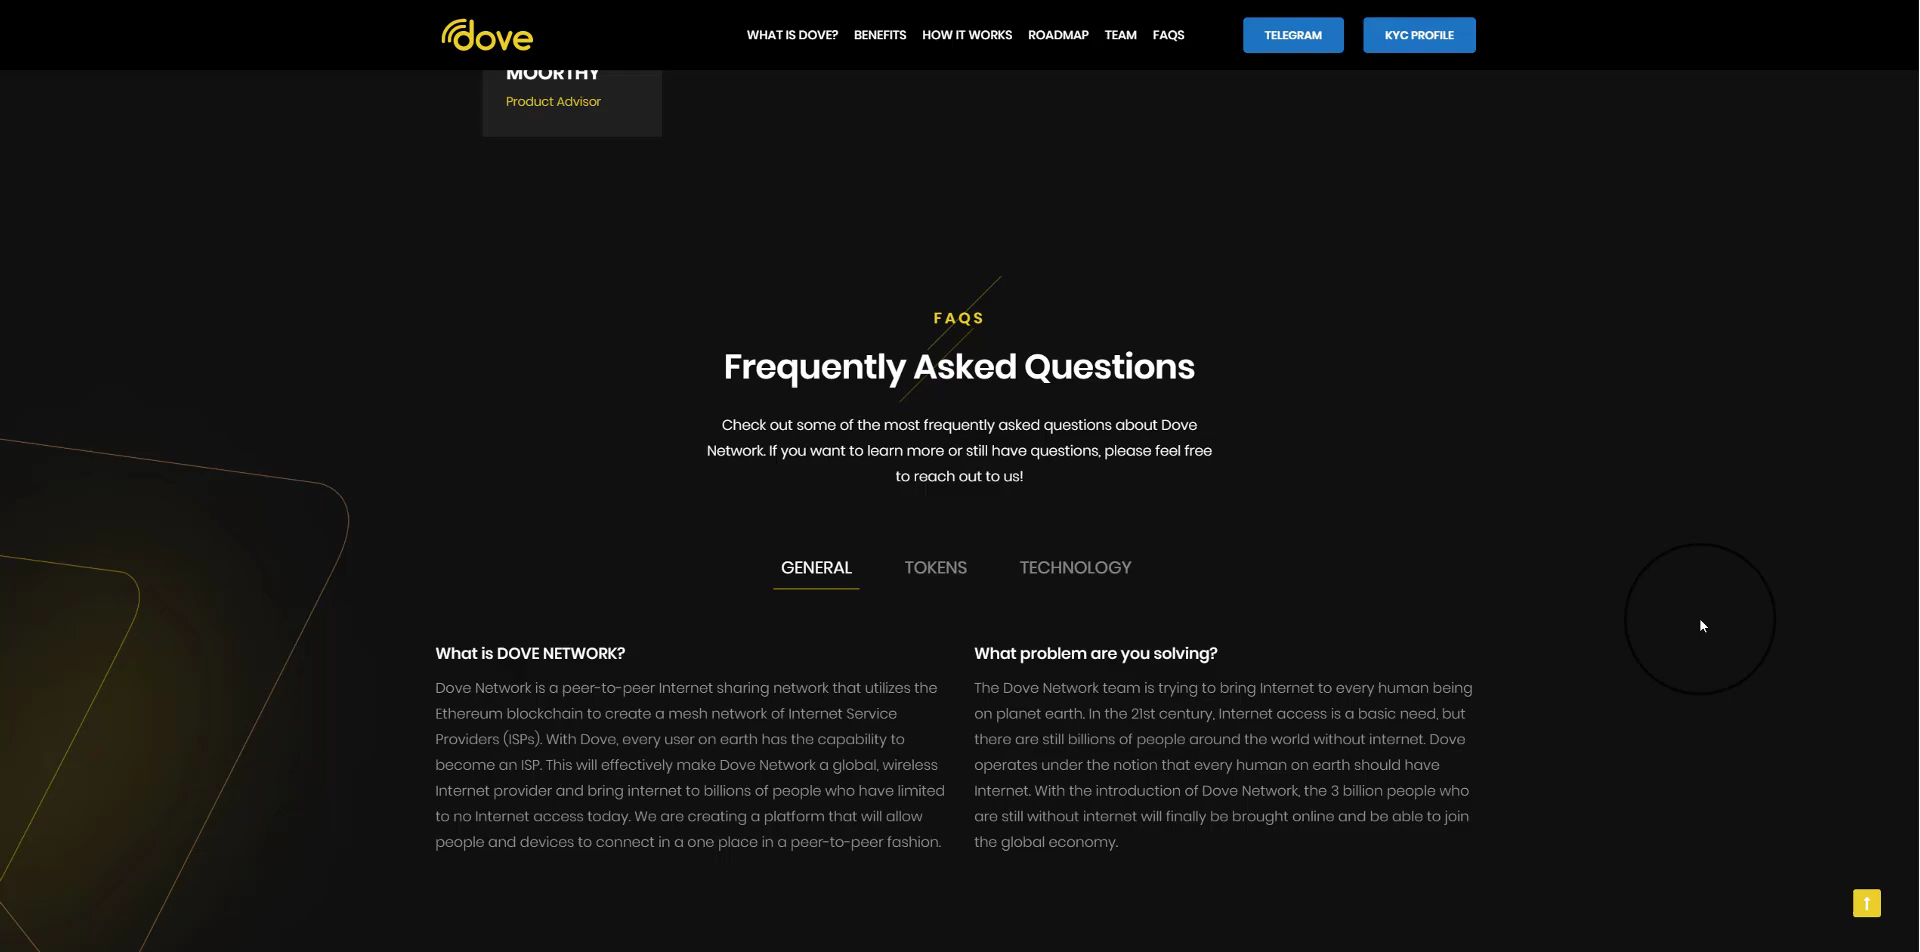 dove
WHAT IS DOVE? BENEFITS HOW IT WORKS ROADMAP TEAM FAQS TELEGRAM KYC PROFILE
MOORTHY
Product Advisor
FAQS
Frequently Asked Questions
Check out some of the most frequently asked questions about Dove
Network. If you want to learn more or still have questions, please feel free
to reach out to us!
GENERAL TOKENS TECHNOLOGY
What is DOVE NETWORK?
Dove Network is a peer-to-peer Internet sharing network that utilizes the
Ethereum blockchain to create a mesh network of Internet Service
Providers (ISPs). With Dove, every user on earth has the capability to
become an ISP. This will effectively make Dove Network a global, wireless
Internet provider and bring internet to billions of people who have limited
to no Internet access today. We are creating a platform that will allow
people and devices to connect in a one place in a peer-to-peer fashion.
What problem are you solving?
The Dove Network team is trying to bring Internet to every human being
on planet earth. In the 21st century, Internet access is a basic need, but
there are still billions of people around the world without internet. Dove
operates under the notion that every human on earth should have
Internet. With the introduction of Dove Network, the 3 billion people who
are still without internet will finally be brought online and be able to join
the global economy.